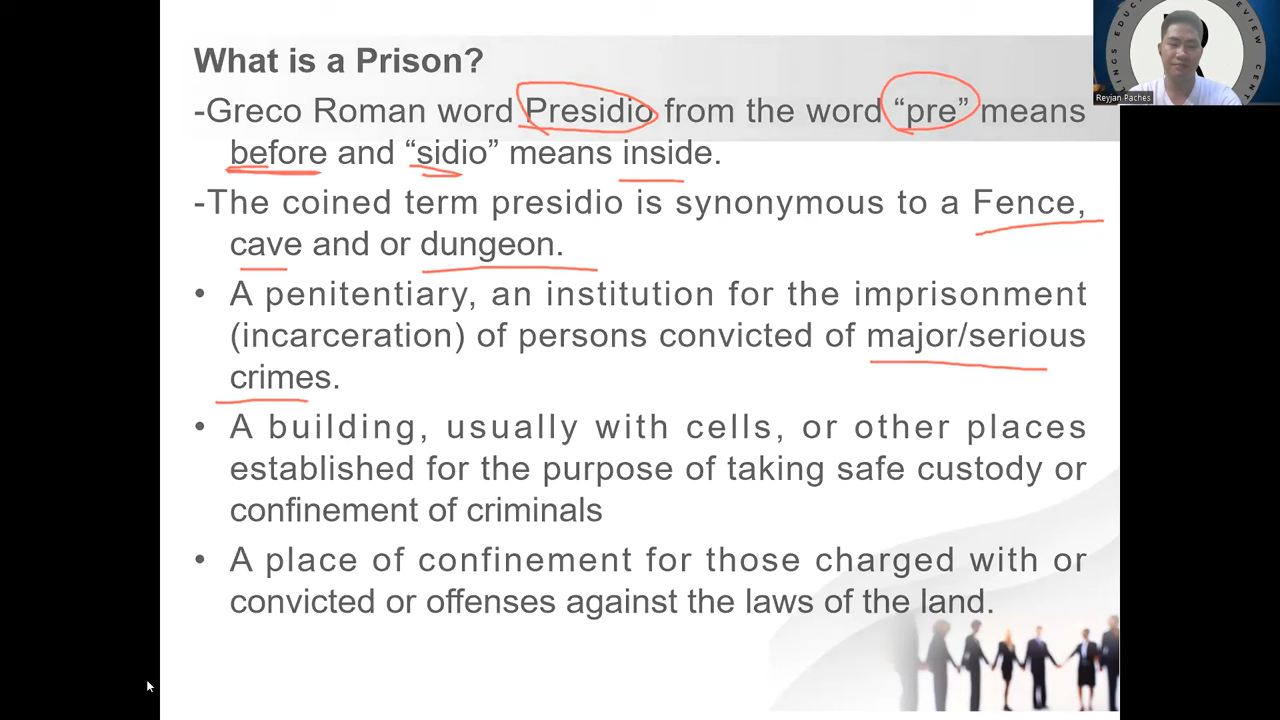 What is a Prison?
-Greco Roman word Presidio from the word “pre” means
before and “sidio” means inside.
-The coined term presidio is synonymous to a Fence,
cave and or dungeon.
• A penitentiary, an institution for the imprisonment
(incarceration) of persons convicted of major/serious
crimes.
• A building, usually with cells, or other places
established for the purpose of taking safe custody or
confinement of criminals
• A place of confinement for those charged with or
convicted or offenses against the laws of the land.
Reyjan Paches